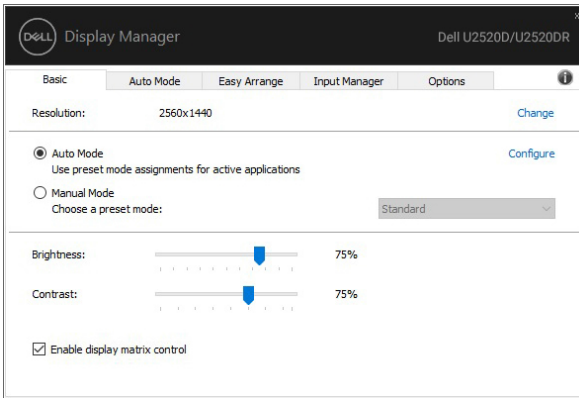 DELL Display Manager Dell U2520D/U2520DR
Basic Auto Mode Easy Arrange Input Manager Options
Resolution: 2560x1440 Change
Auto Mode Configure
Use preset mode assignments for active applications
Manual Mode
Choose a preset mode: Standard
Brightness: 75%
Contrast: 75%
Enable display matrix control